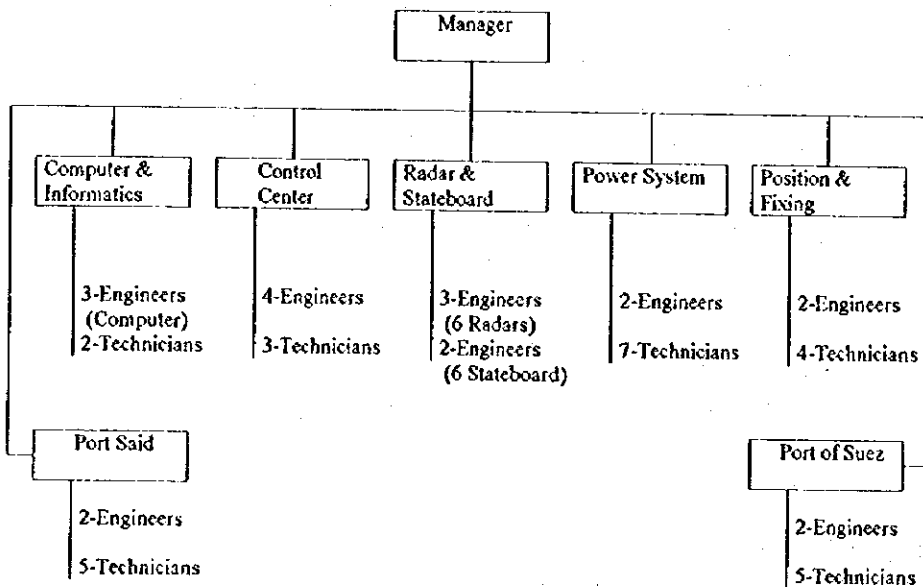 Manager
Computer &
Informatics
3-Engineers
(Computer)
2-Technicians
Control
Center
4-Engineers
3-Technicians
Radar &
Stateboard
3-Engineers
(6 Radars)
2-Engineers
(6 Stateboard)
Power System
2-Engineers
7-Technicians
Position &
Fixing
2-Engineers
4-Technicians
Port Said
2-Engineers
5-Technicians
Port of Suez
2-Engineers
5-Technicians